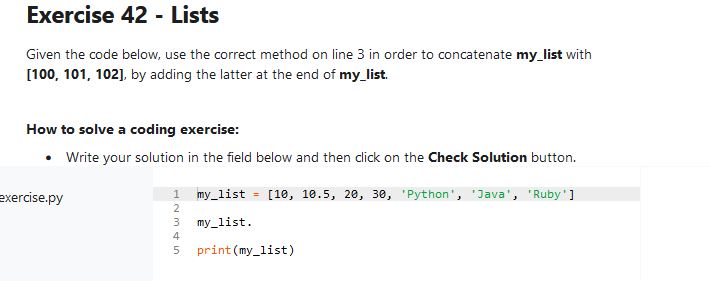 Exercise 42 - Lists
Given the code below, use the correct method on line 3 in order to concatenate my_list with
[100, 101, 102], by adding the latter at the end of my_list.
How to solve a coding exercise:
• Write your solution in the field below and then click on the Check Solution button.
exercise.py
1 my_list = [10, 10.5, 20, 30, 'Python', 'Java', 'Ruby']
2
3 my_list.
4
5 print(my_list)